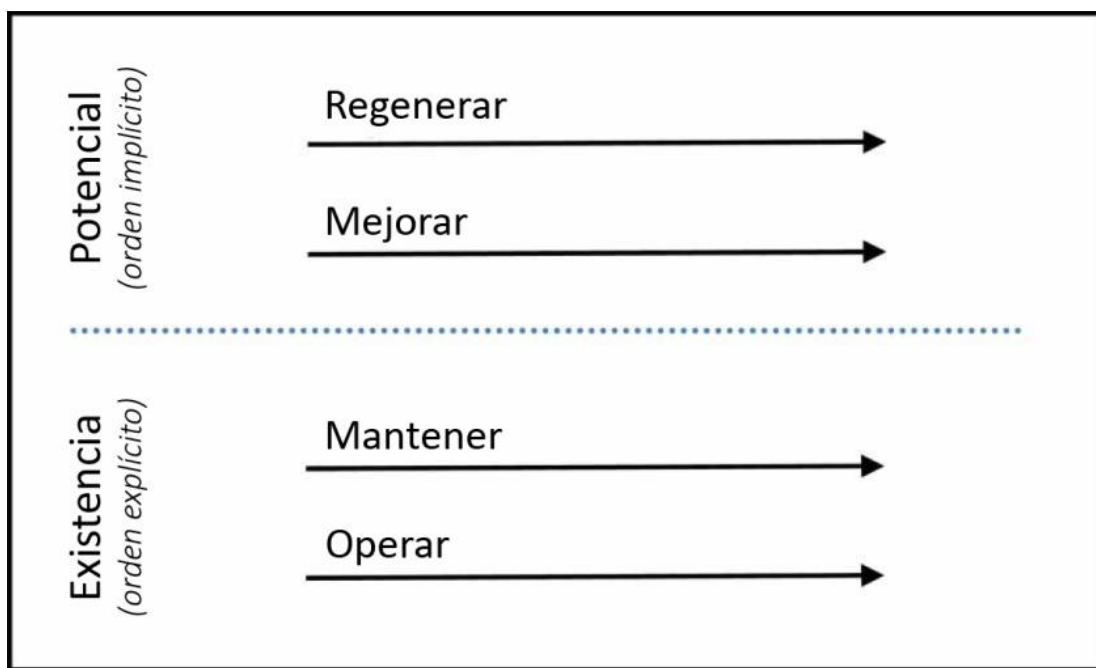 Potencial
(orden implícito)
Regenerar
Mejorar
Existencia
(orden explícito)
Mantener
Operar